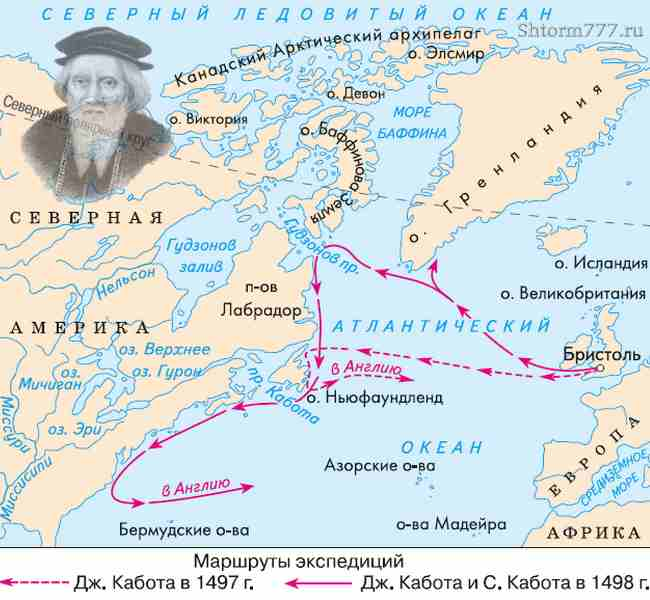 СЕВЕРНЫЙ ЛЕДОВИТЫЙ ОКЕАН
Shtorm777.ru
Канадский Арктический архипелаг
о. Элсмир
о. Девон
Северный полярный круг
о. Виктория
МОРЕ
БАФФИНА
о. Баффинова Земля
о. Гренландия
СЕВЕРНАЯ
Гудзонов
залив
Гудзонов пр.
о. Исландия
Нельсон
п-ов
Лабрадор
о. Великобритания
АМЕРИКА
АТЛАНТИЧЕСКИЙ
оз. Верхнее
Бристоль
оз.
Мичиган
оз. Гурон
в Англию
пр. Кабота
о. Ньюфаундленд
Миссури
оз. Эри
ОКЕАН
ЕВРОПА
Миссисипи
Азорские о-ва
СРЕДИЗЕМНОЕ
МОРЕ
в Англию
Бермудские о-ва
о-ва Мадейра
АФРИКА
Маршруты экспедиций
Дж. Кабота в 1497 г.
Дж. Кабота и С. Кабота в 1498 г.